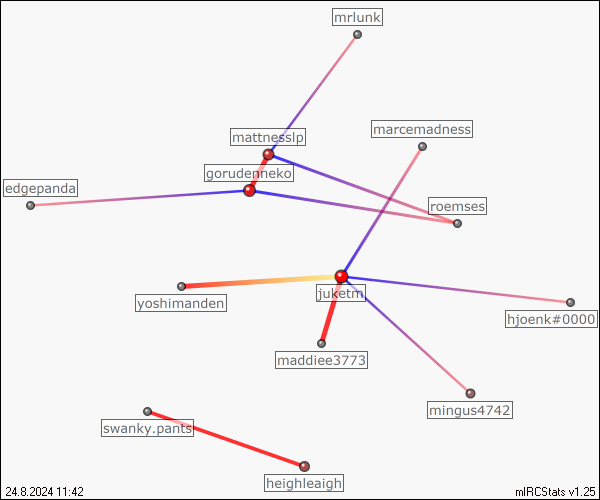 mrlunk
marcemadness
mattnesslp
gorudenneko
edgepanda
roemses
juketm
yoshimanden
hjoenk#0000
maddiee3773
mingus4742
swanky.pants
heighleaigh
24.8.2024 11:42
mIRCStats v1.25